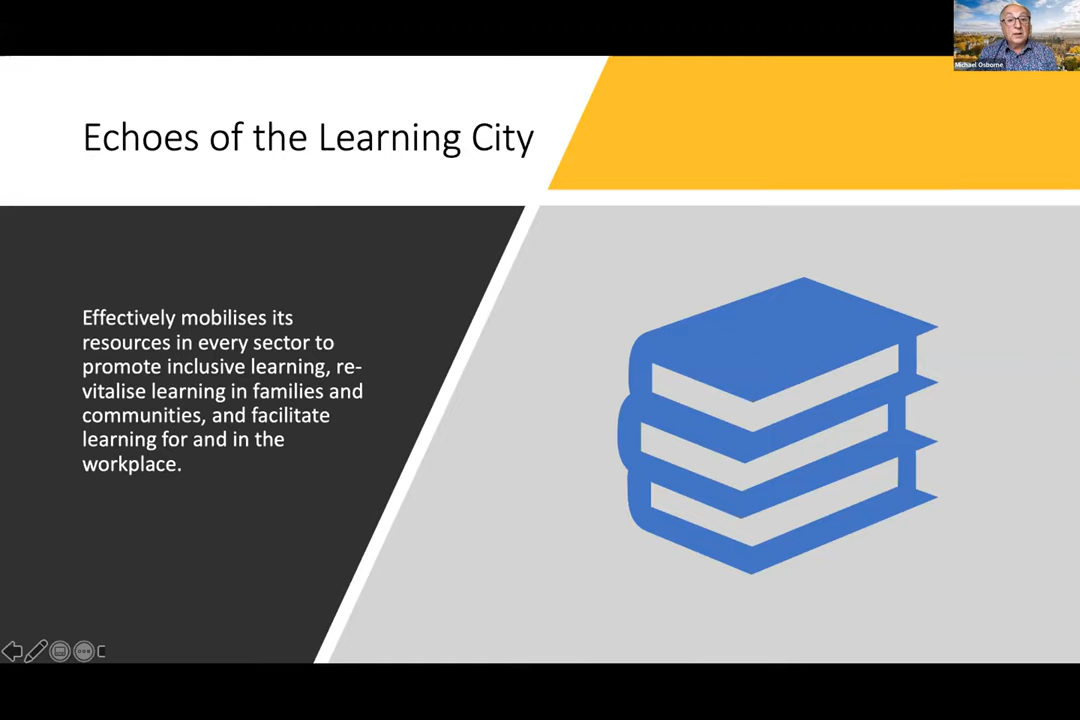 Michael Osborne
Echoes of the Learning City
Effectively mobilises its
resources in every sector to
promote inclusive learning, re-
vitalise learning in families and
communities, and facilitate
learning for and in the
workplace.